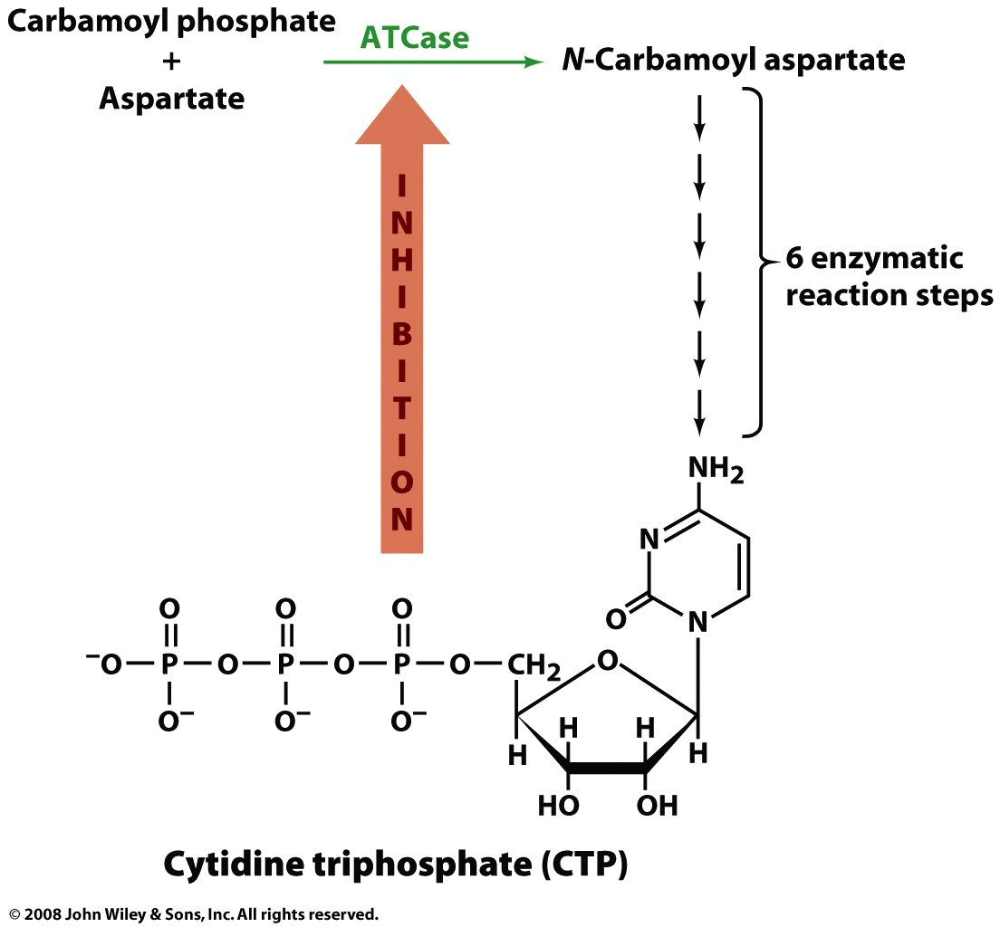 Carbamoyl phosphate
+
Aspartate
ATCase
N-Carbamoyl aspartate
INHIBITION
6 enzymatic
reaction steps
NH2
N
O
N
O O O
⁻O—P—O—P—O—P—O—CH2
O
O⁻ O⁻ O⁻
H
H H
H
HO OH
Cytidine triphosphate (CTP)
© 2008 John Wiley & Sons, Inc. All rights reserved.